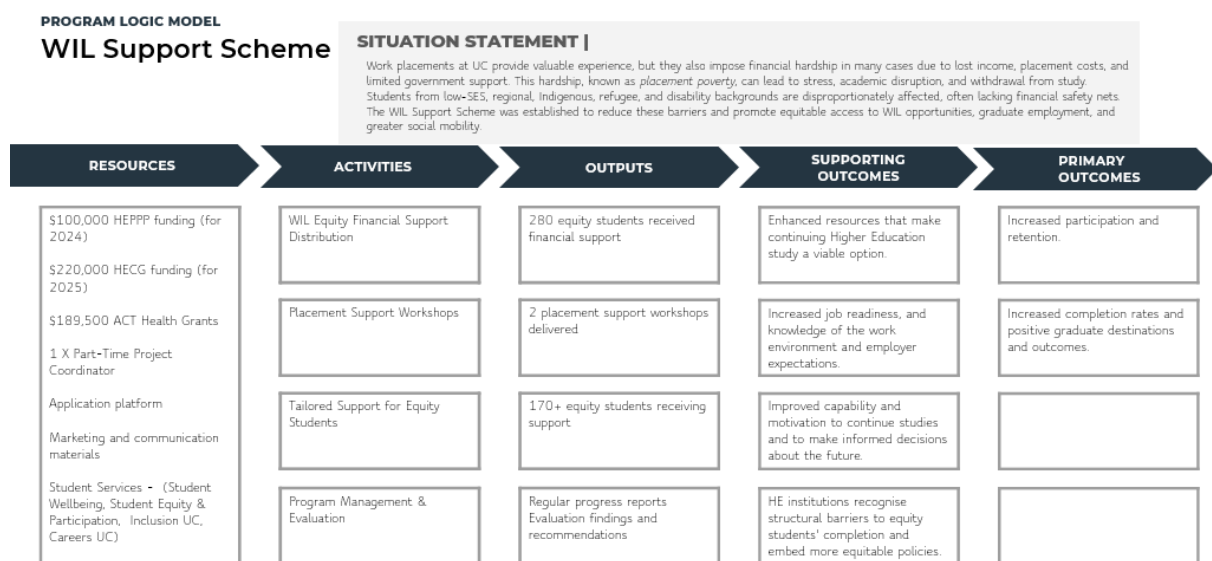 PROGRAM LOGIC MODEL
WIL Support Scheme
SITUATION STATEMENT |
Work placements at UC provide valuable experience, but they also impose financial hardship in many cases due to lost income, placement costs, and
limited government support. This hardship, known as placement poverty, can lead to stress, academic disruption, and withdrawal from study.
Students from low-SES, regional, Indigenous, refugee, and disability backgrounds are disproportionately affected, often lacking financial safety nets.
The WIL Support Scheme was established to reduce these barriers and promote equitable access to WIL opportunities, graduate employment, and
greater social mobility.
RESOURCES
ACTIVITIES
OUTPUTS
SUPPORTING
OUTCOMES
PRIMARY
OUTCOMES
$100,000 HEPPP funding (for
2024)
$220,000 HECG funding (for
2025)
$189,500 ACT Health Grants
1 X Part-Time Project
Coordinator
Application platform
Marketing and communication
materials
Student Services - (Student
Wellbeing, Student Equity &
Participation, Inclusion UC,
Careers UC)
WIL Equity Financial Support
Distribution
Placement Support Workshops
Tailored Support for Equity
Students
Program Management &
Evaluation
280 equity students received
financial support
2 placement support workshops
delivered
170+ equity students receiving
support
Regular progress reports
Evaluation findings and
recommendations
Enhanced resources that make
continuing Higher Education
study a viable option.
Increased job readiness, and
knowledge of the work
environment and employer
expectations.
Improved capability and
motivation to continue studies
and to make informed decisions
about the future.
HE institutions recognise
structural barriers to equity
students' completion and
embed more equitable policies.
Increased participation and
retention.
Increased completion rates and
positive graduate destinations
and outcomes.